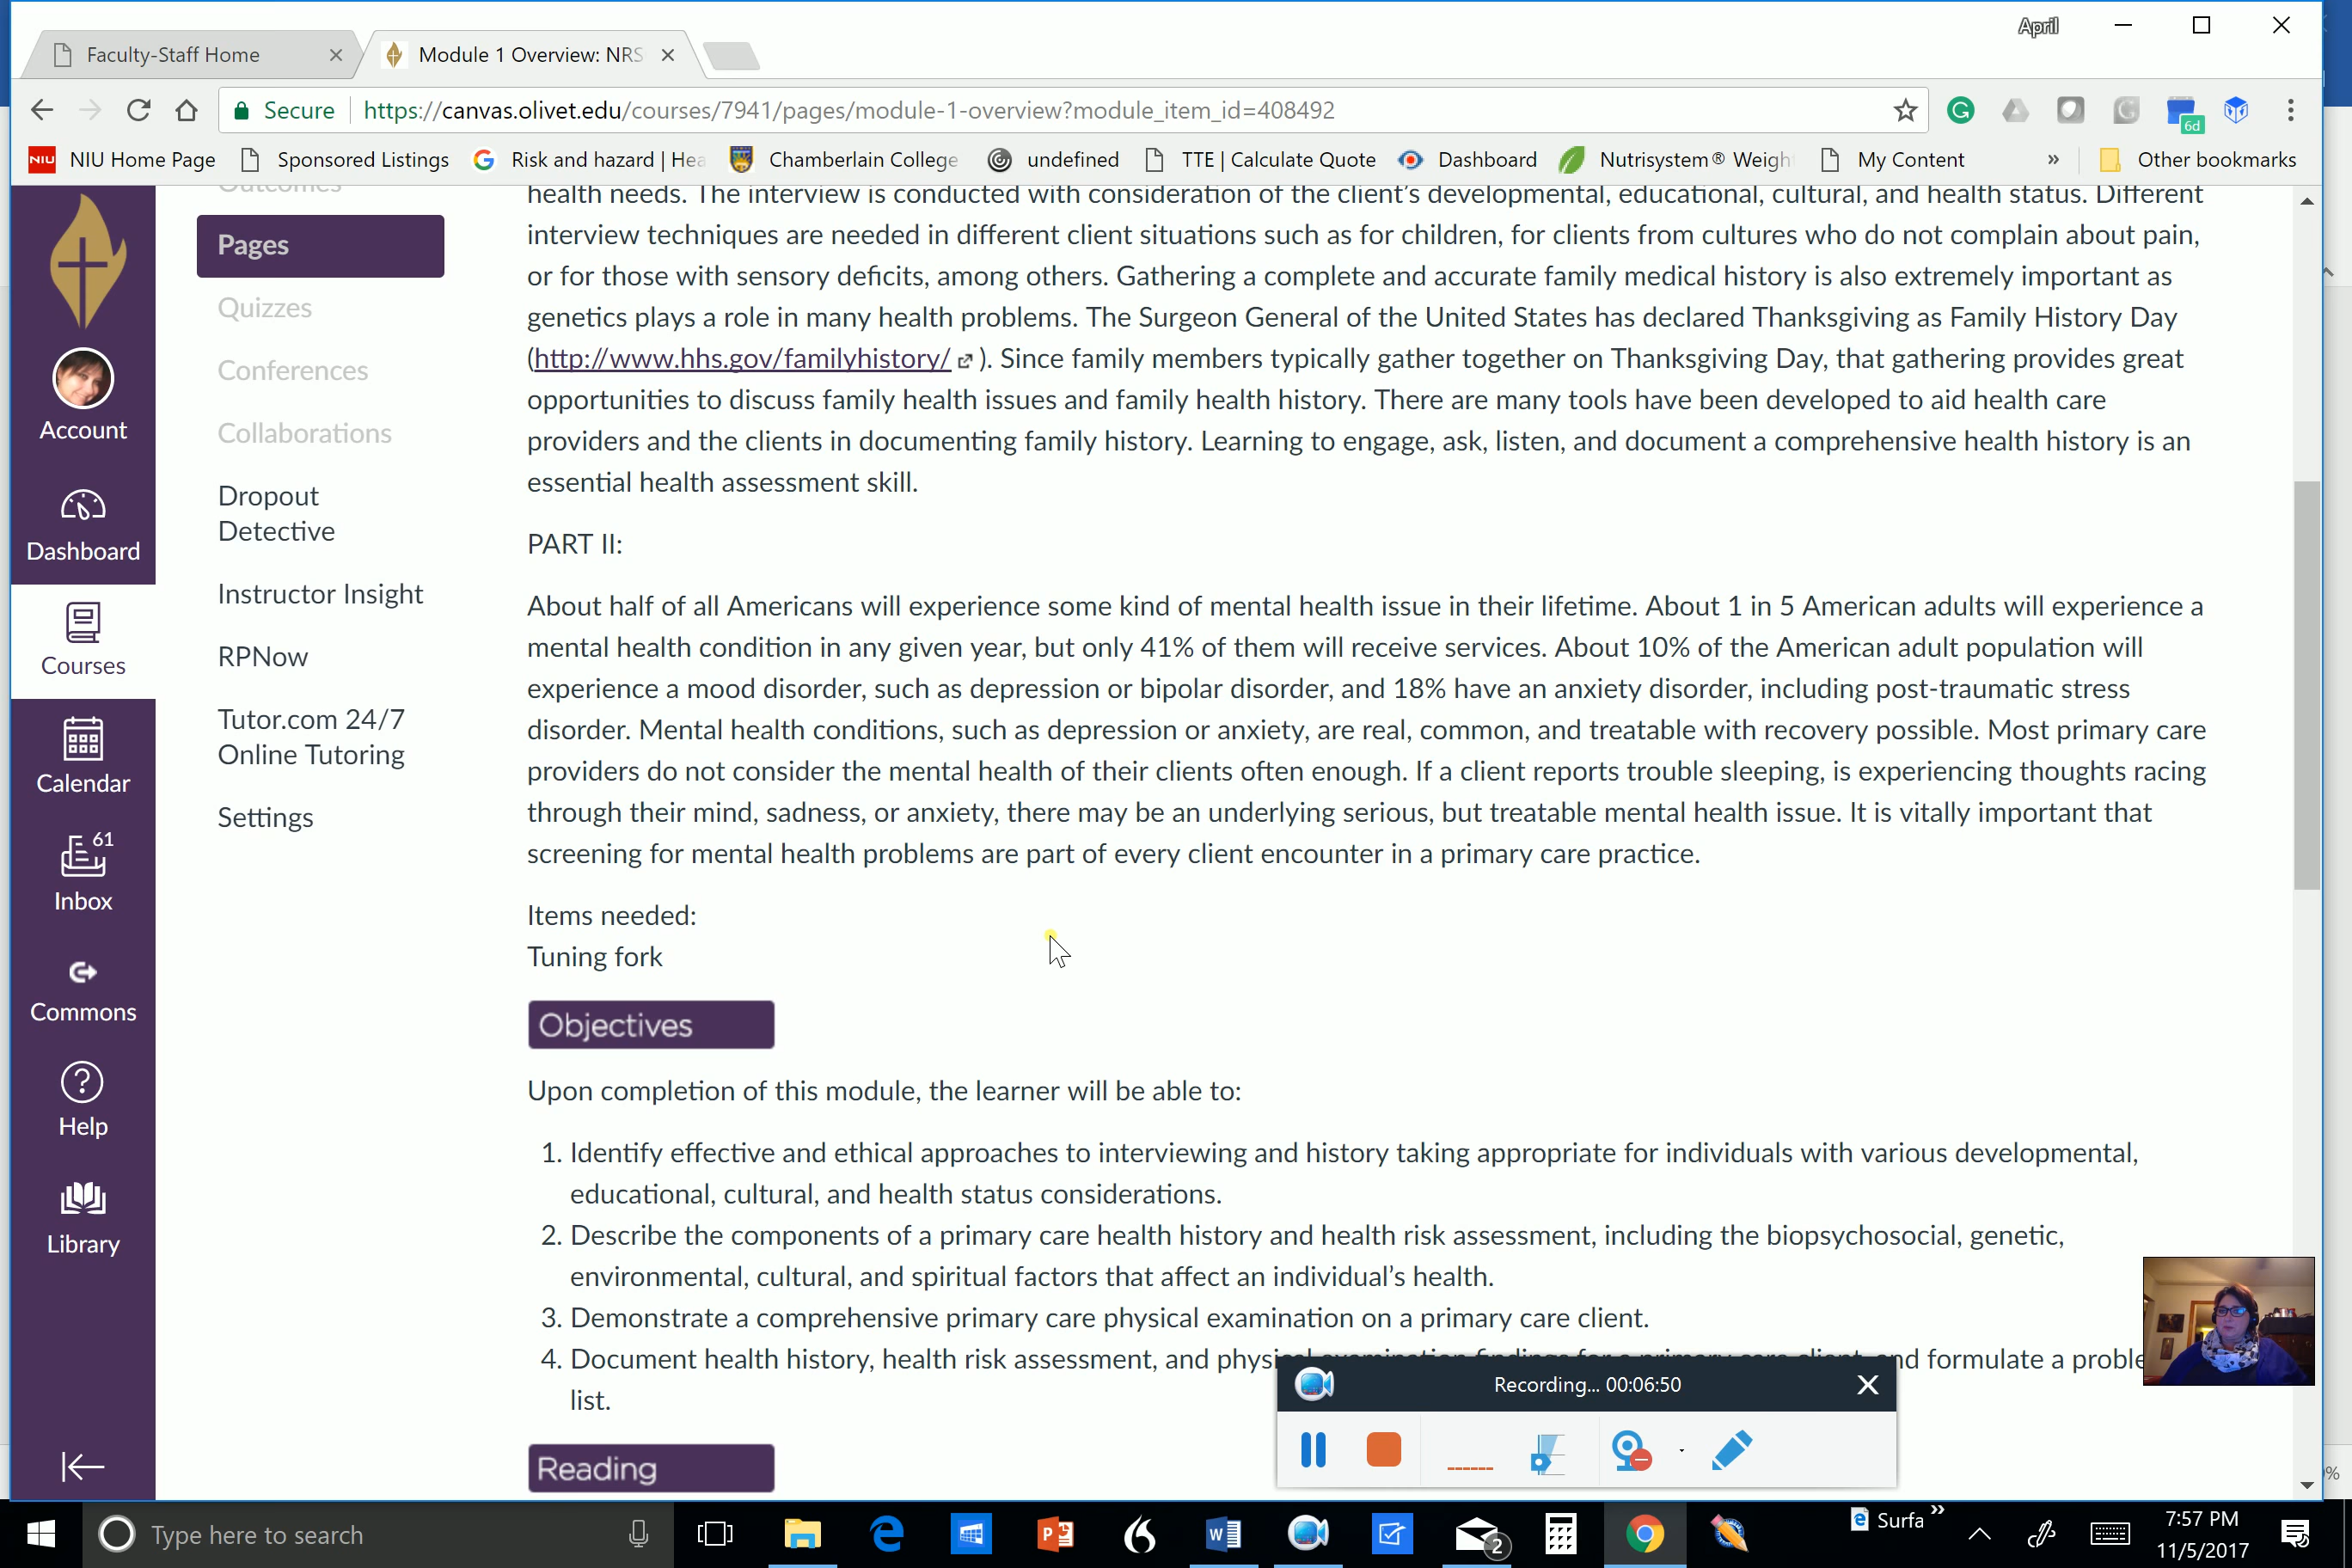 April
Faculty-Staff Home
Module 1 Overview: NRS
Secure
https://canvas.olivet.edu/courses/7941/pages/module-1-overview?module_item_id=408492
6d
NIU
NIU Home Page
Sponsored Listings
Risk and hazard | Hea
Chamberlain College
undefined
TTE | Calculate Quote
Dashboard
Nutrisystem® Weigh
My Content
»
Other bookmarks
Account
Dashboard
Courses
Calendar
61
Inbox
Commons
Help
Library
Outcomes
Pages
Quizzes
Conferences
Collaborations
Dropout
Detective
Instructor Insight
RPNow
Tutor.com 24/7
Online Tutoring
Settings
health needs. The interview is conducted with consideration of the client's developmental, educational, cultural, and health status. Different
interview techniques are needed in different client situations such as for children, for clients from cultures who do not complain about pain,
or for those with sensory deficits, among others. Gathering a complete and accurate family medical history is also extremely important as
genetics plays a role in many health problems. The Surgeon General of the United States has declared Thanksgiving as Family History Day
(http://www.hhs.gov/familyhistory/ ). Since family members typically gather together on Thanksgiving Day, that gathering provides great
opportunities to discuss family health issues and family health history. There are many tools have been developed to aid health care
providers and the clients in documenting family history. Learning to engage, ask, listen, and document a comprehensive health history is an
essential health assessment skill.
PART II:
About half of all Americans will experience some kind of mental health issue in their lifetime. About 1 in 5 American adults will experience a
mental health condition in any given year, but only 41% of them will receive services. About 10% of the American adult population will
experience a mood disorder, such as depression or bipolar disorder, and 18% have an anxiety disorder, including post-traumatic stress
disorder. Mental health conditions, such as depression or anxiety, are real, common, and treatable with recovery possible. Most primary care
providers do not consider the mental health of their clients often enough. If a client reports trouble sleeping, is experiencing thoughts racing
through their mind, sadness, or anxiety, there may be an underlying serious, but treatable mental health issue. It is vitally important that
screening for mental health problems are part of every client encounter in a primary care practice.
Items needed:
Tuning fork
Objectives
Upon completion of this module, the learner will be able to:
1. Identify effective and ethical approaches to interviewing and history taking appropriate for individuals with various developmental,
educational, cultural, and health status considerations.
2. Describe the components of a primary care health history and health risk assessment, including the biopsychosocial, genetic,
environmental, cultural, and spiritual factors that affect an individual's health.
3. Demonstrate a comprehensive primary care physical examination on a primary care client.
4. Document health history, health risk assessment, and physical examination findings for a primary care client, and formulate a proble
list.
Reading
Recording... 00:06:50
%
Type here to search
2
Surfa
»
7:57 PM
11/5/2017